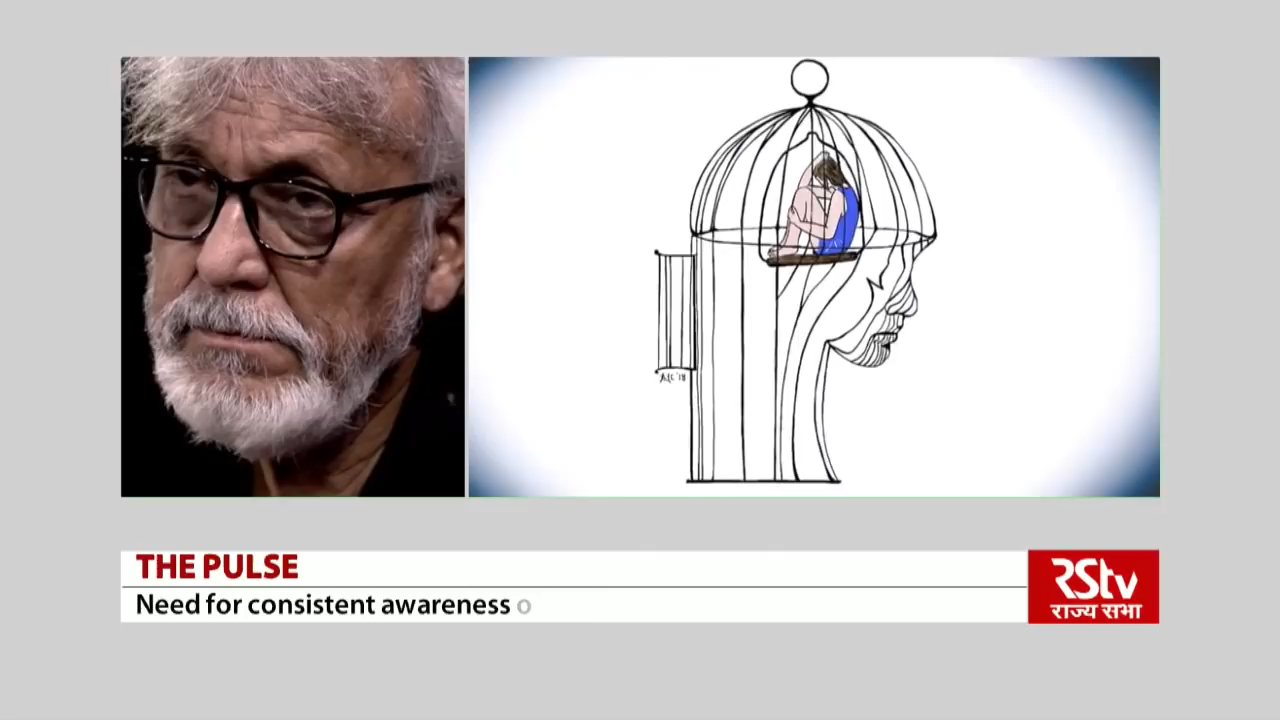 THE PULSE
Need for consistent awareness o
RStv
राज्य सभा